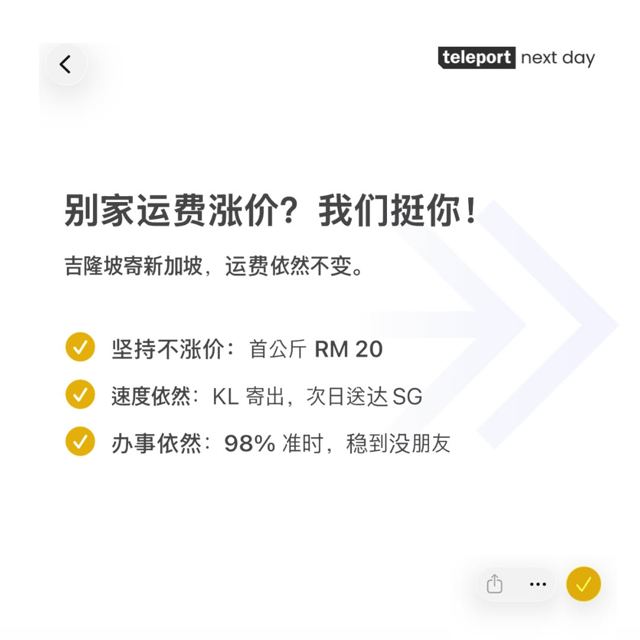 teleport next day
别家运费涨价？我们挺你！
吉隆坡寄新加坡，运费依然不变。
坚持不涨价：首公斤 RM 20
速度依然：KL 寄出，次日送达 SG
办事依然：98% 准时，稳到没朋友